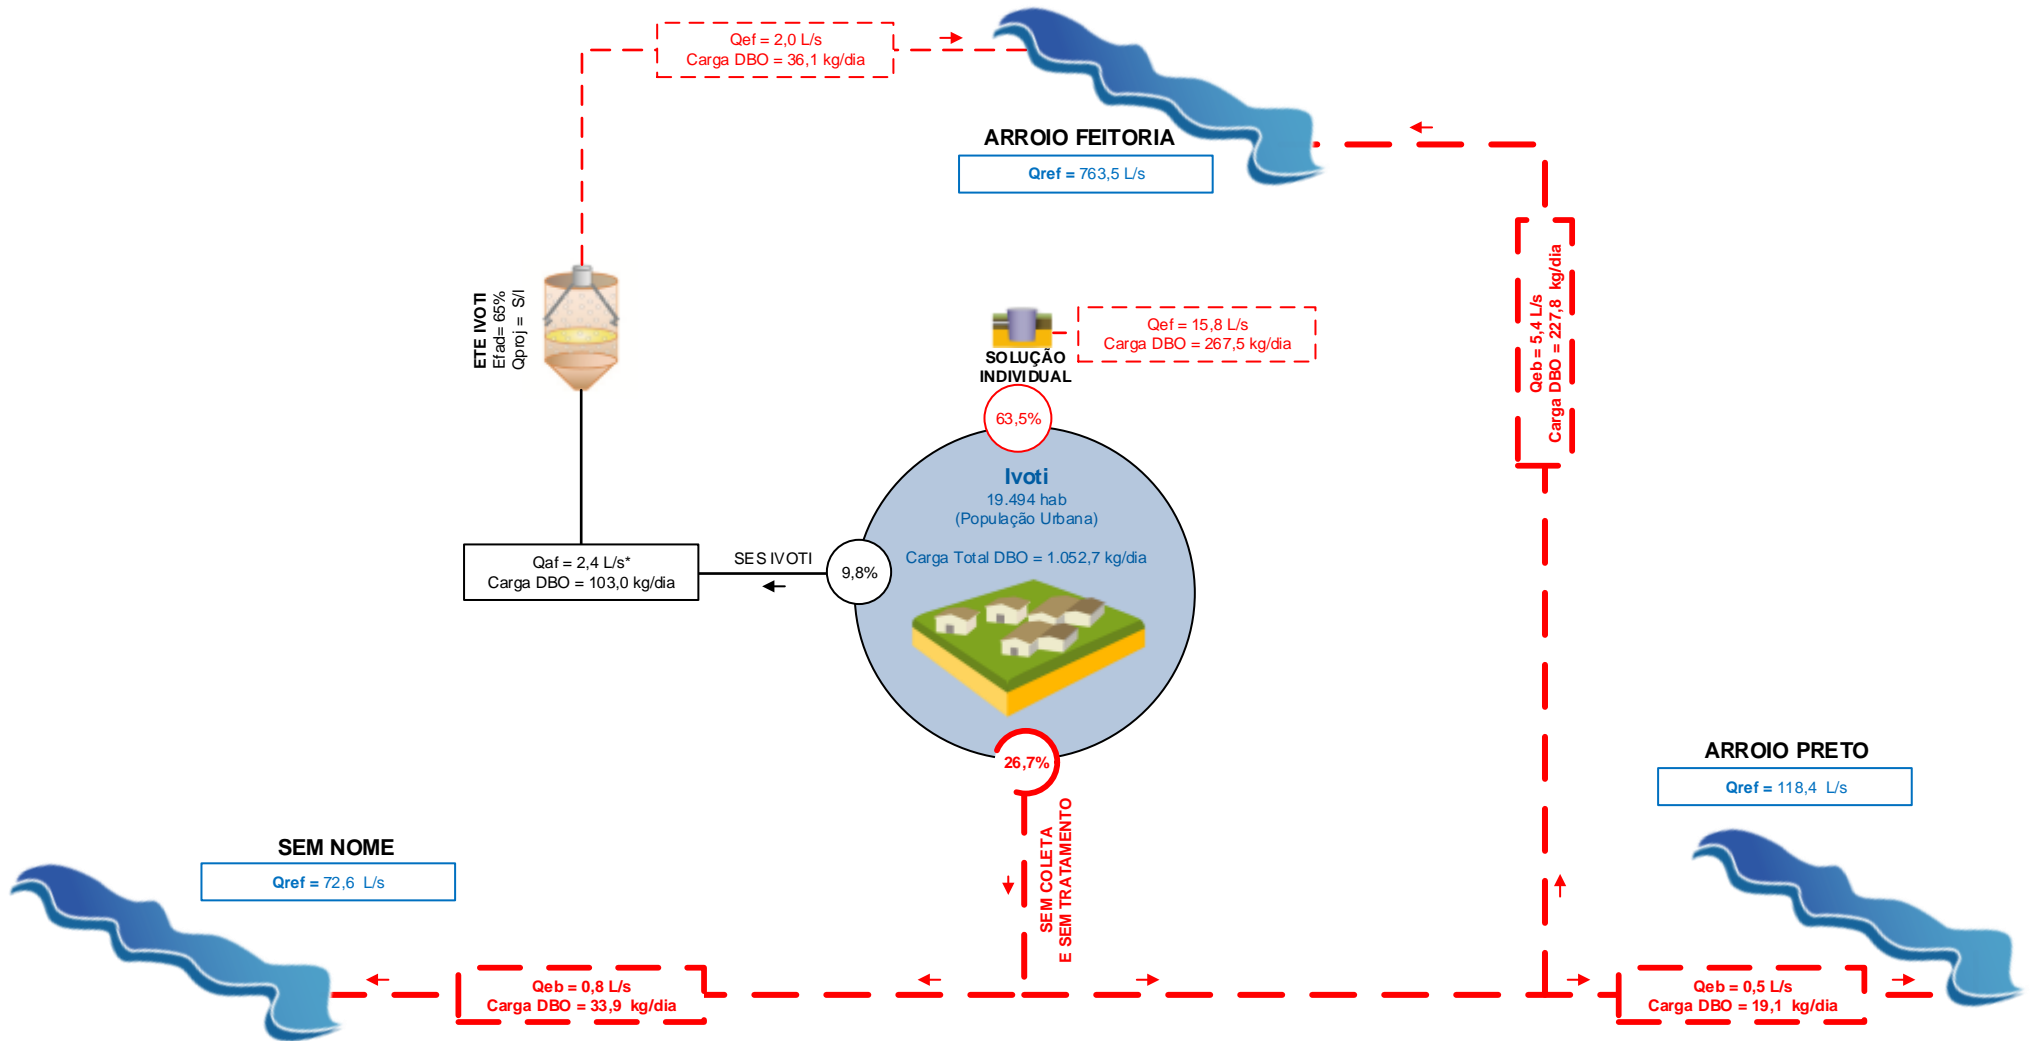 Qef = 2,0 L/s
Carga DBO = 36,1 kg/dia
ARROIO FEITORIA
Qref = 763,5 L/s
ETE IVOTI
Efad= 65%
Qproj = S/I
Qef = 15,8 L/s
Carga DBO = 267,5 kg/dia
SOLUÇÃO
INDIVIDUAL
63,5%
Qeb = 5,4 L/s
Carga DBO = 227,8 kg/dia
Ivoti
19.494 hab
(População Urbana)
Carga Total DBO = 1.052,7 kg/dia
Qaf = 2,4 L/s*
Carga DBO = 103,0 kg/dia
SES IVOTI
9,8%
26,7%
SEM COLETA
E SEM TRATAMENTO
ARROIO PRETO
Qref = 118,4 L/s
SEM NOME
Qref = 72,6 L/s
Qeb = 0,8 L/s
Carga DBO = 33,9 kg/dia
Qeb = 0,5 L/s
Carga DBO = 19,1 kg/dia